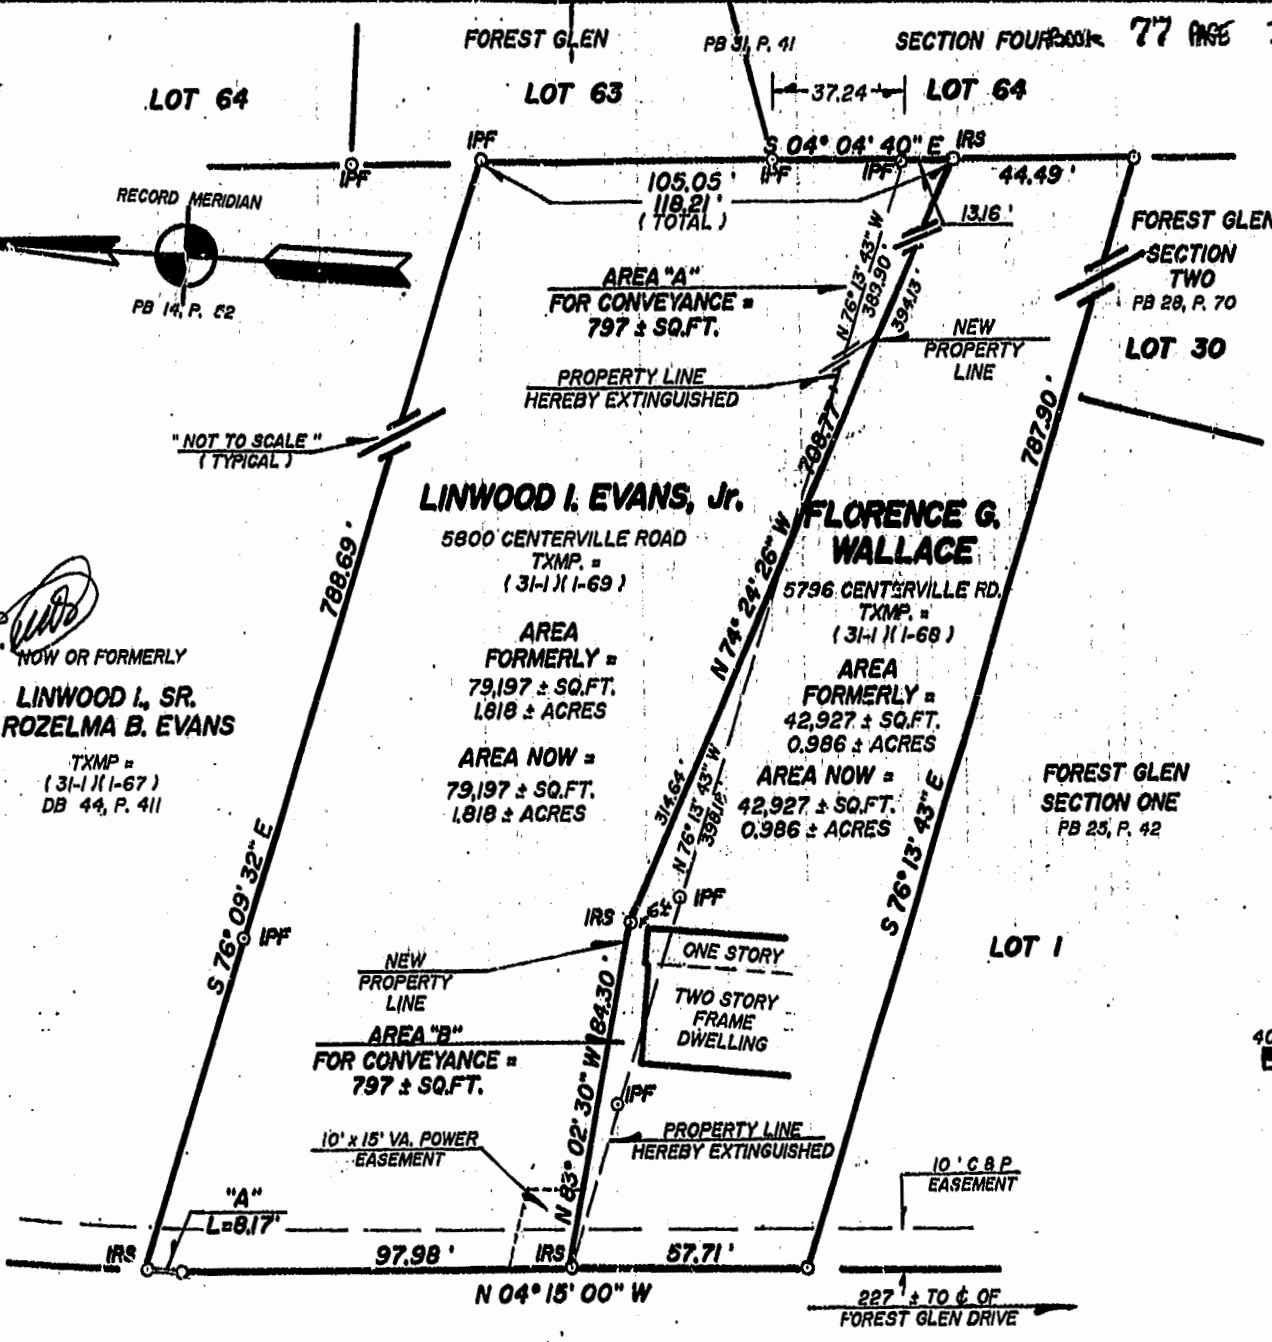 FOREST GLEN
PB 31, P. 41
SECTION FOUR
BOOK 77 PAGE
LOT 64
LOT 63
37.24'
LOT 64
IPF
S 04° 04' 40" E
IRS
IPF
IPF
IPF
105.05'
118.21'
( TOTAL )
44.49'
13.16'
RECORD MERIDIAN
PB 14, P. 52
FOREST GLEN
SECTION
TWO
PB 28, P. 70
LOT 30
AREA "A"
FOR CONVEYANCE =
797 ± SQ.FT.
N 76° 13' 43" W
383.90'
394.13'
NEW
PROPERTY
LINE
PROPERTY LINE
HEREBY EXTINGUISHED
"NOT TO SCALE"
( TYPICAL )
708.77'
787.90'
LINWOOD I. EVANS, Jr.
5800 CENTERVILLE ROAD
TXMP. =
( 31-1 )( 1-69 )
AREA
FORMERLY =
79,197 ± SQ.FT.
1.818 ± ACRES
AREA NOW =
79,197 ± SQ.FT.
1.818 ± ACRES
FLORENCE G.
WALLACE
5796 CENTERVILLE RD.
TXMP. =
( 31-1 )( 1-68 )
AREA
FORMERLY =
42,927 ± SQ.FT.
0.986 ± ACRES
AREA NOW =
42,927 ± SQ.FT.
0.986 ± ACRES
788.69'
N 74° 24' 26" W
NOW OR FORMERLY
LINWOOD I., SR.
ROZELMA B. EVANS
TXMP =
( 31-1 )( 1-67 )
DB 44, P. 411
314.64'
N 76° 13' 43" W
FOREST GLEN
SECTION ONE
PB 25, P. 42
S 76° 09' 32" E
IPF
S 76° 13' 43" E
IRS
IPF
LOT 1
NEW
PROPERTY
LINE
ONE STORY
TWO STORY
FRAME
DWELLING
AREA "B"
FOR CONVEYANCE =
797 ± SQ.FT.
N 83° 02' 30" W
184.30'
IPF
40
10' x 15' VA. POWER
EASEMENT
PROPERTY LINE
HEREBY EXTINGUISHED
10' C & P
EASEMENT
"A"
L=8.17'
IRS
97.98'
IRS
57.71'
N 04° 15' 00" W
227' ± TO ℄ OF
FOREST GLEN DRIVE